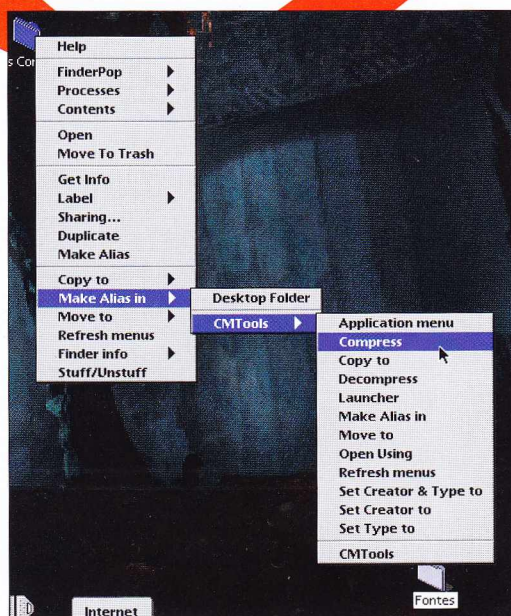 s Co
Help
FinderPop
Processes
Contents
Open
Move To Trash
Get Info
Label
Sharing...
Duplicate
Make Alias
Copy to
Make Alias in
Move to
Refresh menus
Finder info
Stuff/Unstuff
Desktop Folder
CMTools
Application menu
Compress
Copy to
Decompress
Launcher
Make Alias in
Move to
Open Using
Refresh menus
Set Creator & Type to
Set Creator to
Set Type to
CMTools
Fontes
Internet